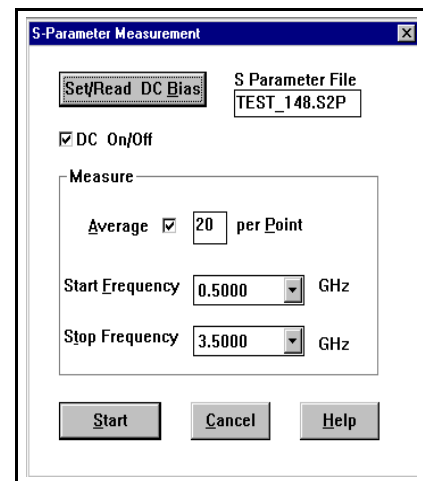 S-Parameter Measurement
Set/Read DC Bias
S Parameter File
TEST_148.S2P
DC On/Off
Measure
Average 20 per Point
Start Frequency 0.5000 GHz
Stop Frequency 3.5000 GHz
Start Cancel Help